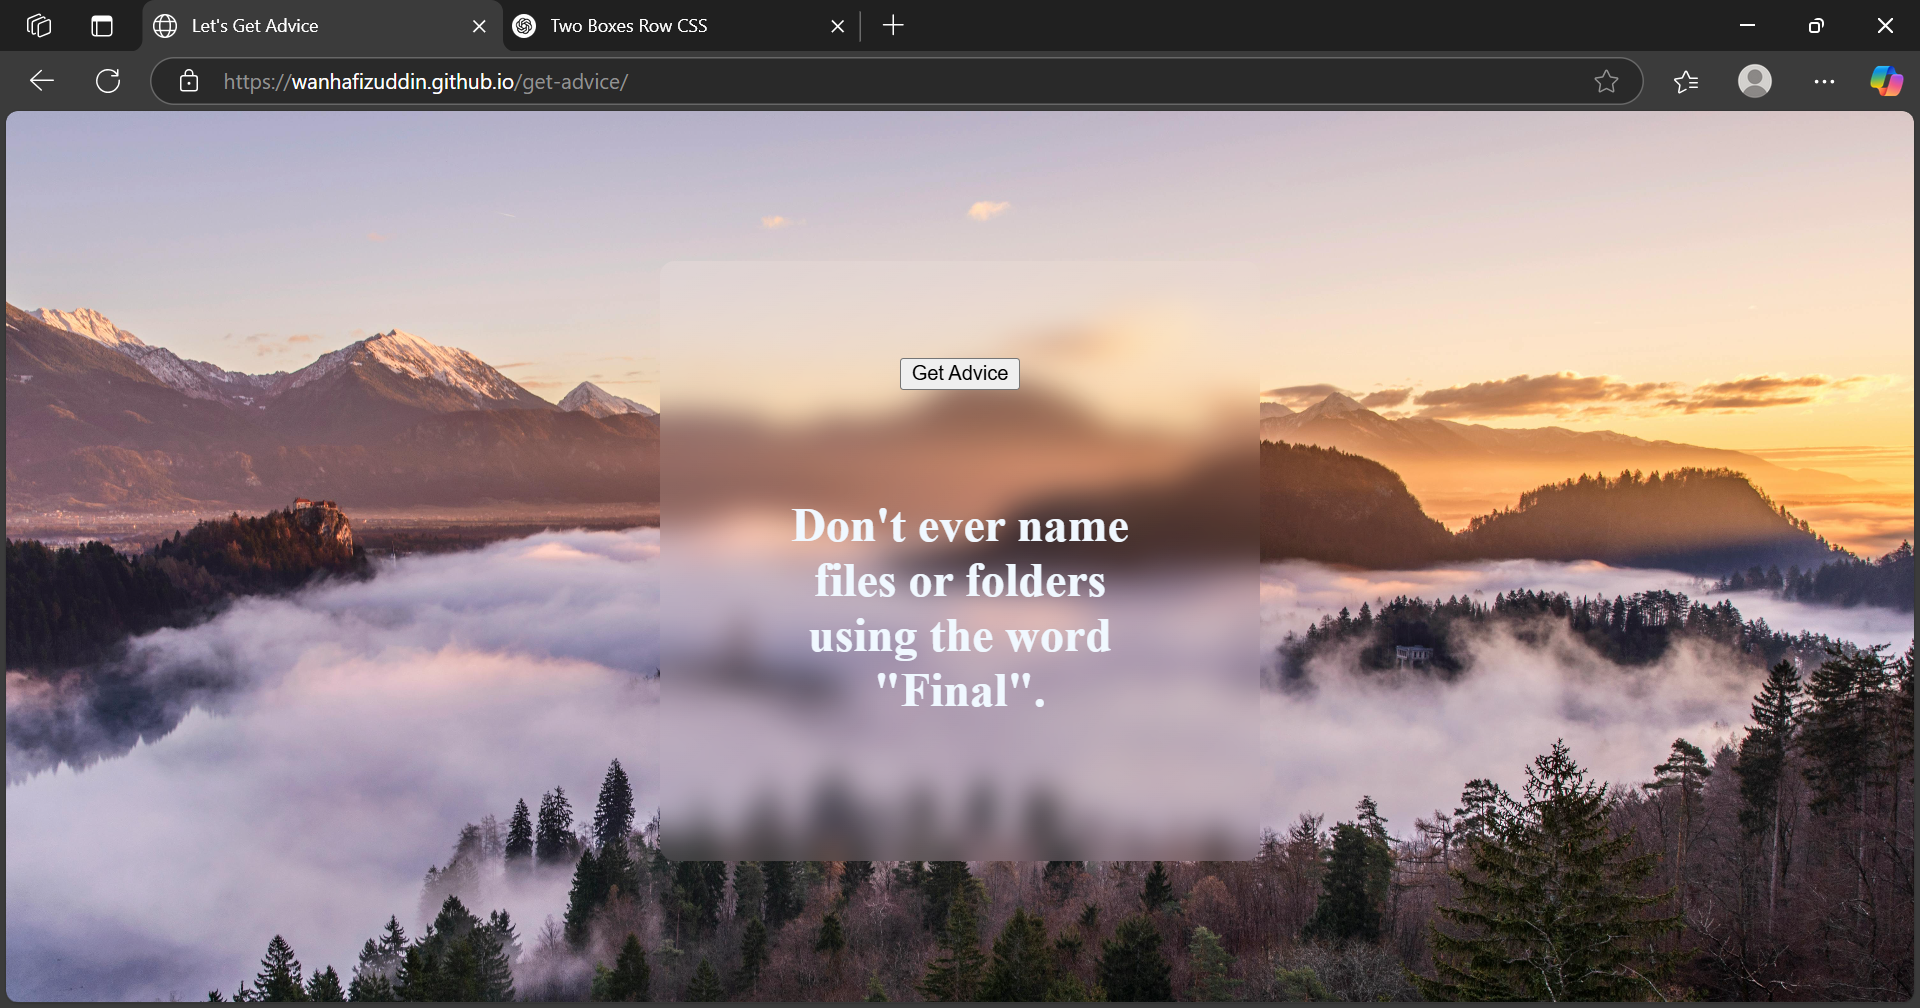 Let's Get Advice
Two Boxes Row CSS
https://wanhafizuddin.github.io/get-advice/
Get Advice
Don't ever name
files or folders
using the word
"Final".